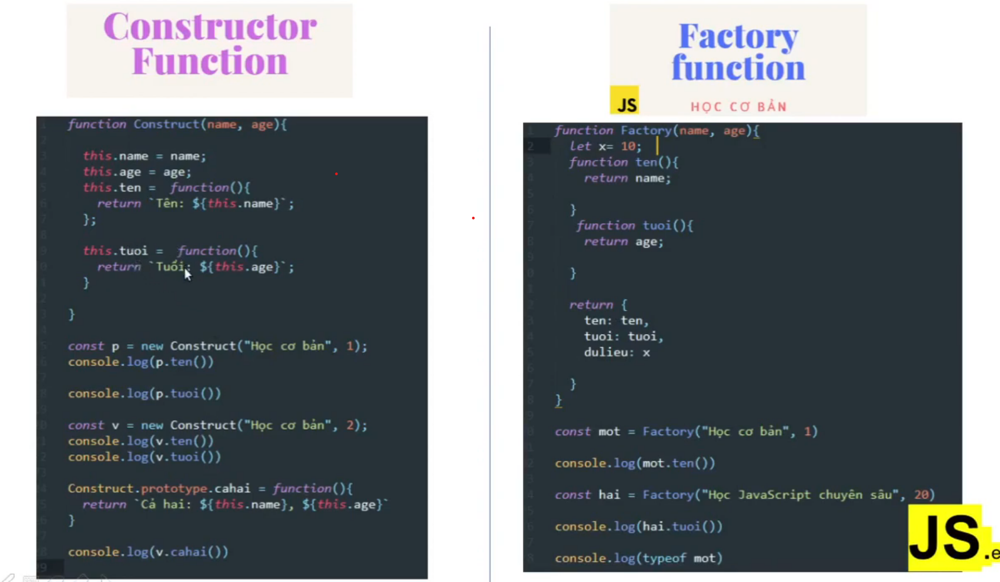 Constructor
Function
function Construct(name, age){
this.name = name;
this.age = age;
this.ten = function(){
return `Tên: ${this.name}`;
};
this.tuoi = function(){
return `Tuổi: ${this.age}`;
}
}
const p = new Construct("Học cơ bản", 1);
console.log(p.ten())
console.log(p.tuoi())
const v = new Construct("Học cơ bản", 2);
console.log(v.ten())
console.log(v.tuoi())
Construct.prototype.cahai = function(){
return `Cả hai: ${this.name}, ${this.age}`
}
console.log(v.cahai())
Factory
function
JS
HỌC CƠ BẢN
function Factory(name, age){
let x= 10;
function ten(){
return name;
}
function tuoi(){
return age;
}
return {
ten: ten,
tuoi: tuoi,
dulieu: x
}
}
const mot = Factory("Học cơ bản", 1)
console.log(mot.ten())
const hai = Factory("Học JavaScript chuyên sâu", 20)
console.log(hai.tuoi())
console.log(typeof mot)
JS.e